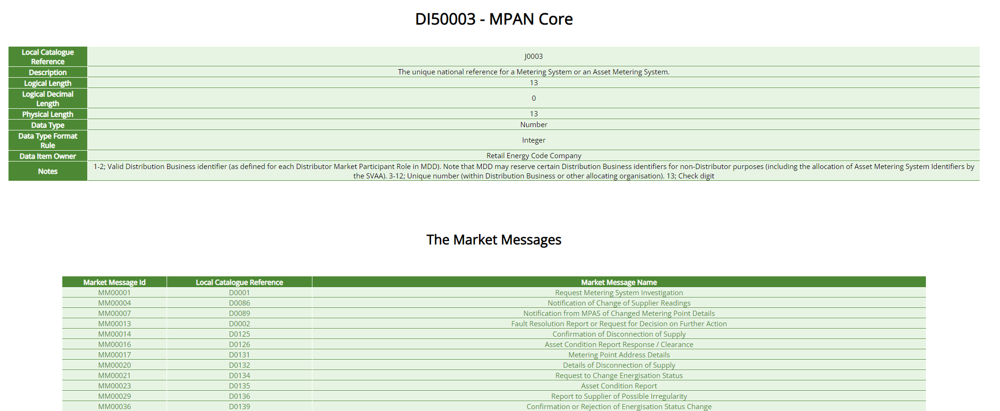 DI50003 - MPAN Core
Local Catalogue
Reference
J0003
Description
The unique national reference for a Metering System or an Asset Metering System.
Logical Length
13
Logical Decimal
Length
0
Physical Length
13
Data Type
Number
Data Type Format
Rule
Integer
Data Item Owner
Retail Energy Code Company
Notes
1-2; Valid Distribution Business identifier (as defined for each Distributor Market Participant Role in MDD). Note that MDD may reserve certain Distribution Business identifiers for non-Distributor purposes (including the allocation of Asset Metering System Identifiers by
the SVAA). 3-12; Unique number (within Distribution Business or other allocating organisation). 13; Check digit
The Market Messages
Market Message Id Local Catalogue Reference Market Message Name
MM00001 D0001 Request Metering System Investigation
MM00004 D0086 Notification of Change of Supplier Readings
MM00007 D0089 Notification from MPAS of Changed Metering Point Details
MM00013 D0002 Fault Resolution Report or Request for Decision on Further Action
MM00014 D0125 Confirmation of Disconnection of Supply
MM00016 D0126 Asset Condition Report Response / Clearance
MM00017 D0131 Metering Point Address Details
MM00020 D0132 Details of Disconnection of Supply
MM00021 D0134 Request to Change Energisation Status
MM00023 D0135 Asset Condition Report
MM00029 D0136 Report to Supplier of Possible Irregularity
MM00036 D0139 Confirmation or Rejection of Energisation Status Change